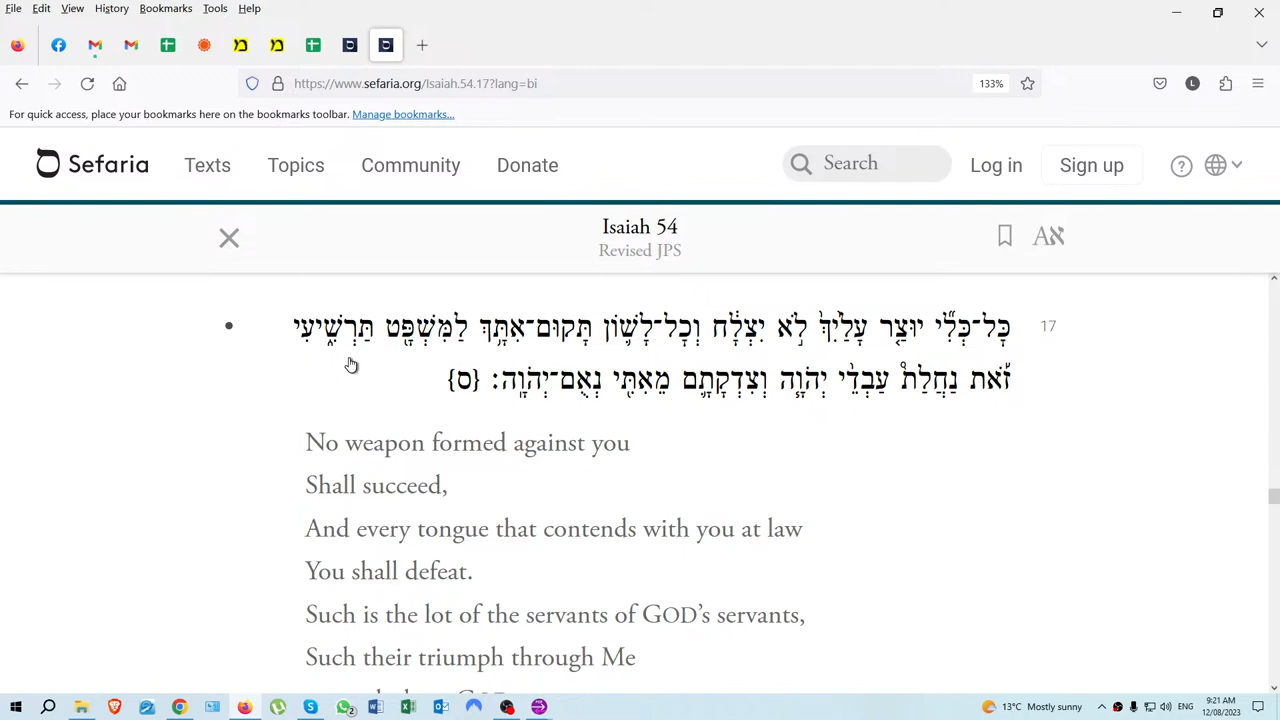 File Edit View History Bookmarks Tools Help
https://www.sefaria.org/Isaiah.54.17?lang=bi
133%
For quick access, place your bookmarks here on the bookmarks toolbar. Manage bookmarks...
Sefaria Texts Topics Community Donate Search Log in Sign up
Isaiah 54
Revised JPS
17
כׇּל־כְּלִ֞י יוּצַ֤ר עָלַ֙יִךְ֙ לֹ֣א יִצְלָ֔ח וְכׇל־לָשׁ֛וֹן תָּקוּם־אִתָּ֥ךְ לַמִּשְׁפָּ֖ט תַּרְשִׁ֑יעִי
זֹ֡את נַחֲלַת֩ עַבְדֵ֨י יְהֹוָ֧ה וְצִדְקָתָ֛ם מֵאִתִּ֖י נְאֻם־יְהֹוָֽה׃ {ס}
No weapon formed against you
Shall succeed,
And every tongue that contends with you at law
You shall defeat.
Such is the lot of the servants of GOD’s servants,
Such their triumph through Me
13°C Mostly sunny
ENG
9:21 AM
12/08/2023